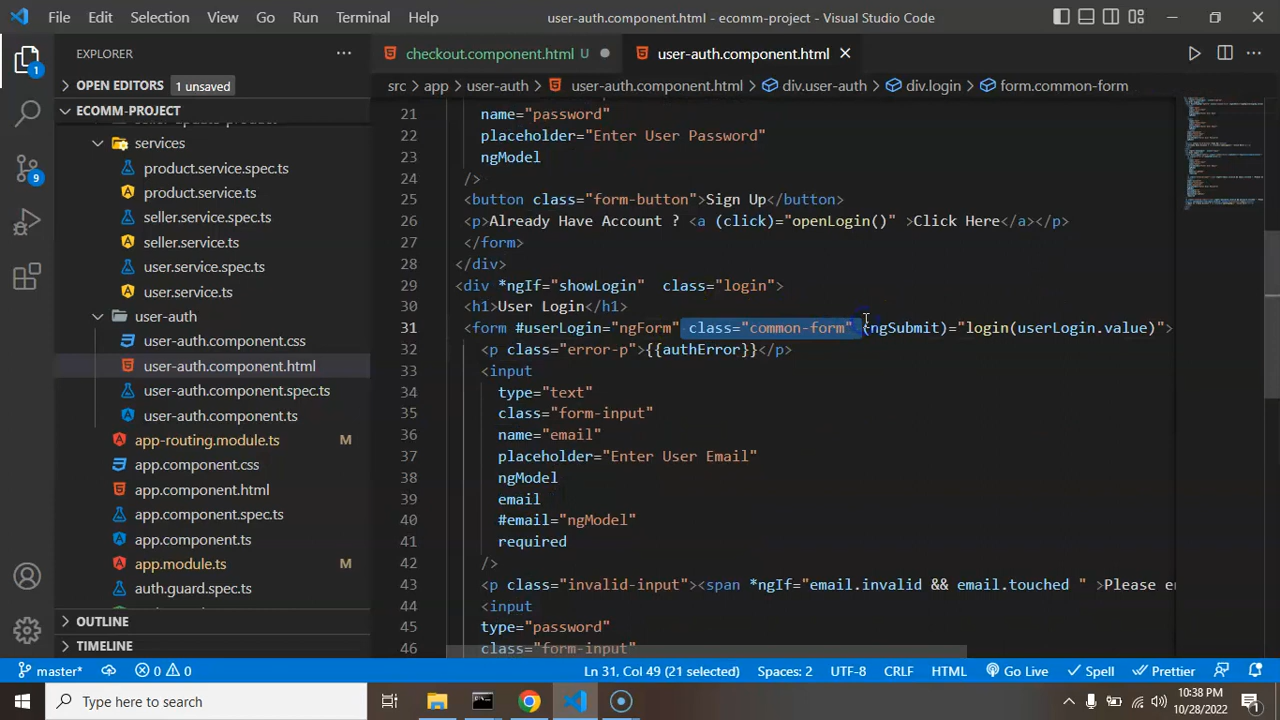 File Edit Selection View Go Run Terminal Help
user-auth.component.html - ecomm-project - Visual Studio Code
EXPLORER
checkout.component.html U
user-auth.component.html
OPEN EDITORS 1 unsaved
src > app > user-auth > user-auth.component.html > div.user-auth > div.login > form.common-form
ECOMM-PROJECT
services
product.service.spec.ts
product.service.ts
seller.service.spec.ts
seller.service.ts
user.service.spec.ts
user.service.ts
user-auth
user-auth.component.css
user-auth.component.html
user-auth.component.spec.ts
user-auth.component.ts
app-routing.module.ts M
app.component.css
app.component.html
app.component.spec.ts
app.component.ts
app.module.ts M
auth.guard.spec.ts
OUTLINE
TIMELINE
21 name="password"
22 placeholder="Enter User Password"
23 ngModel
24 />
25 <button class="form-button">Sign Up</button>
26 <p>Already Have Account ? <a (click)="openLogin()" >Click Here</a></p>
27 </form>
28 </div>
29 <div *ngIf="showLogin"  class="login">
30 <h1>User Login</h1>
31 <form #userLogin="ngForm" class="common-form" (ngSubmit)="login(userLogin.value)">
32 <p class="error-p">{{authError}}</p>
33 <input
34 type="text"
35 class="form-input"
36 name="email"
37 placeholder="Enter User Email"
38 ngModel
39 email
40 #email="ngModel"
41 required
42 />
43 <p class="invalid-input"><span *ngIf="email.invalid && email.touched " >Please e
44 <input
45 type="password"
46 class="form-input"
master* 0 0 Ln 31, Col 49 (21 selected) Spaces: 2 UTF-8 CRLF HTML Go Live Spell Prettier
Type here to search
10:38 PM
10/28/2022
1
9
1